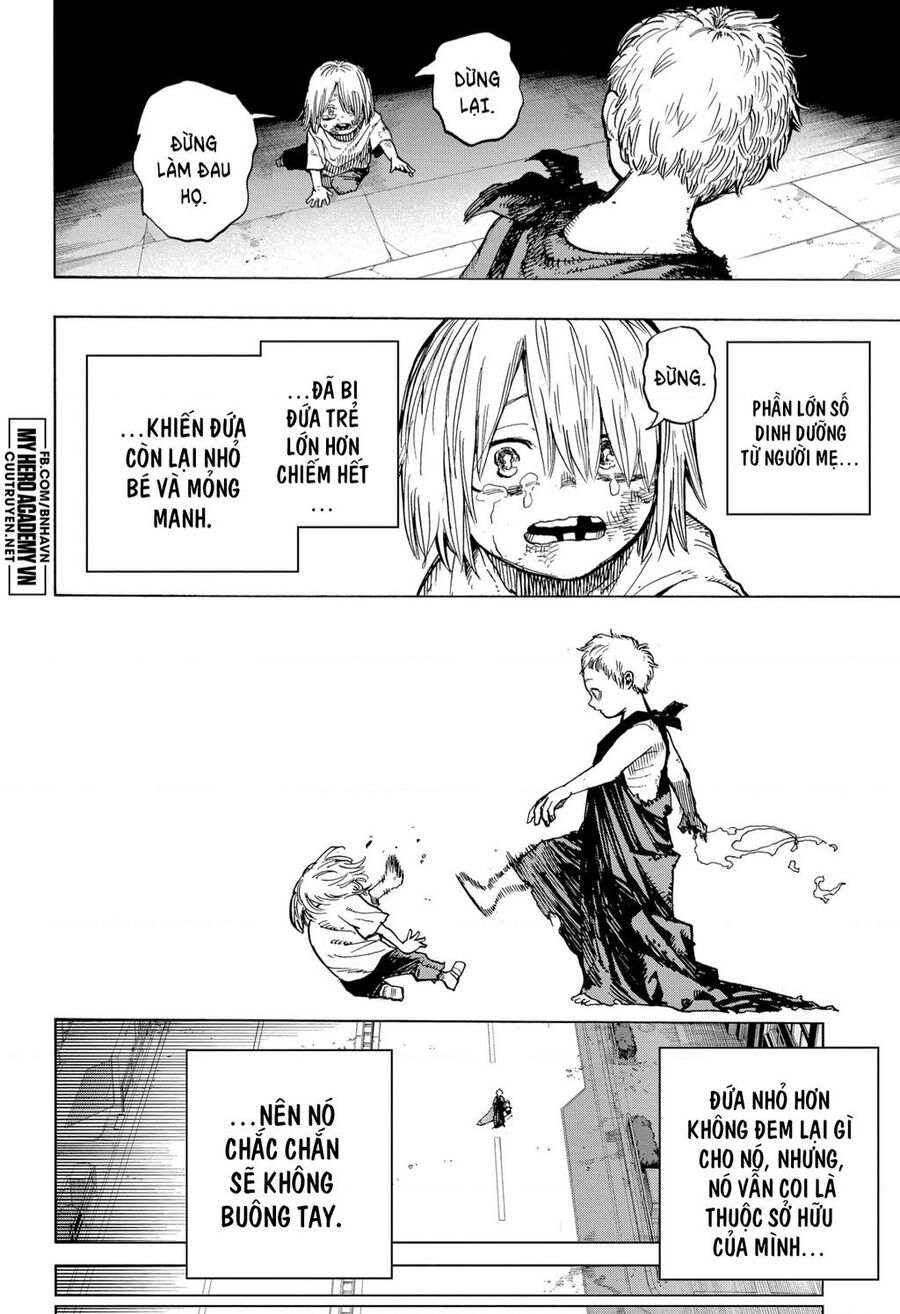 DỪNG
LẠI.
ĐỪNG
LÀM ĐAU
HỌ.
PHẦN LỚN SỐ
DINH DƯỠNG
TỪ NGƯỜI MẸ...
ĐỪNG.
...ĐÃ BỊ
ĐỨA TRẺ
LỚN HƠN
CHIẾM HẾT
...
...KHIẾN ĐỨA
CÒN LẠI NHỎ
BÉ VÀ MỎNG
MANH.
FB.COM/BNHAVN
MY HERO ACADEMY VN
CUUTRUYEN.NET
ĐỨA NHỎ HƠN
KHÔNG ĐEM LẠI GÌ
CHO NÓ, NHƯNG,
NÓ VẪN COI LÀ
THUỘC SỞ HỮU
CỦA MÌNH...
...NÊN NÓ
CHẮC CHẮN
SẼ KHÔNG
BUÔNG TAY.